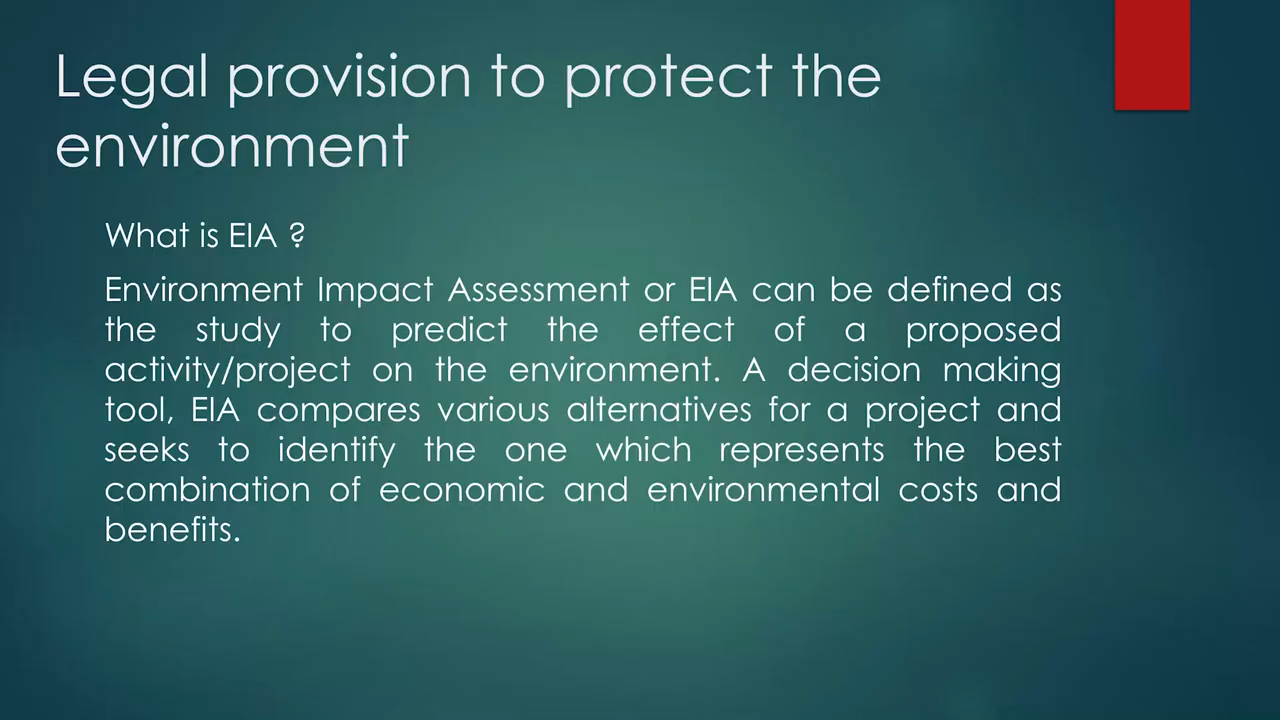 Legal provision to protect the
environment
What is EIA ?
Environment Impact Assessment or EIA can be defined as
the study to predict the effect of a proposed
activity/project on the environment. A decision making
tool, EIA compares various alternatives for a project and
seeks to identify the one which represents the best
combination of economic and environmental costs and
benefits.